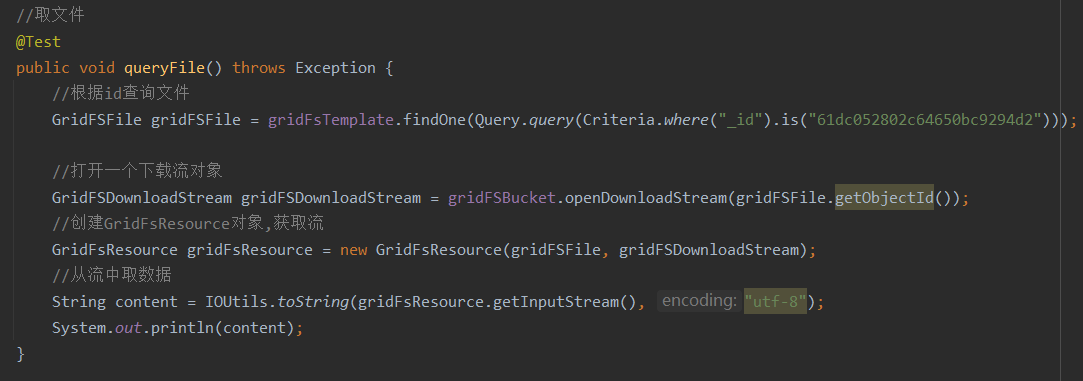 //取文件
@Test
public void queryFile() throws Exception {
//根据id查询文件
GridFSFile gridFSFile = gridFsTemplate.findOne(Query.query(Criteria.where("_id").is("61dc052802c64650bc9294d2")));
//打开一个下载流对象
GridFSDownloadStream gridFSDownloadStream = gridFSBucket.openDownloadStream(gridFSFile.getObjectId());
//创建GridFsResource对象,获取流
GridFsResource gridFsResource = new GridFsResource(gridFSFile, gridFSDownloadStream);
//从流中取数据
String content = IOUtils.toString(gridFsResource.getInputStream(), encoding: "utf-8");
System.out.println(content);
}